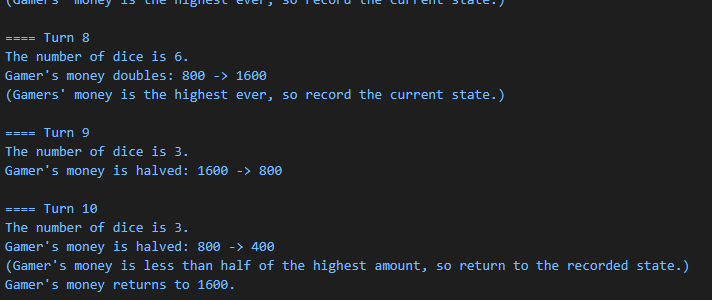 (Gamers' money is the highest ever, so record the current state.)
==== Turn 8
The number of dice is 6.
Gamer's money doubles: 800 -> 1600
(Gamers' money is the highest ever, so record the current state.)
==== Turn 9
The number of dice is 3.
Gamer's money is halved: 1600 -> 800
==== Turn 10
The number of dice is 3.
Gamer's money is halved: 800 -> 400
(Gamer's money is less than half of the highest amount, so return to the recorded state.)
Gamer's money returns to 1600.